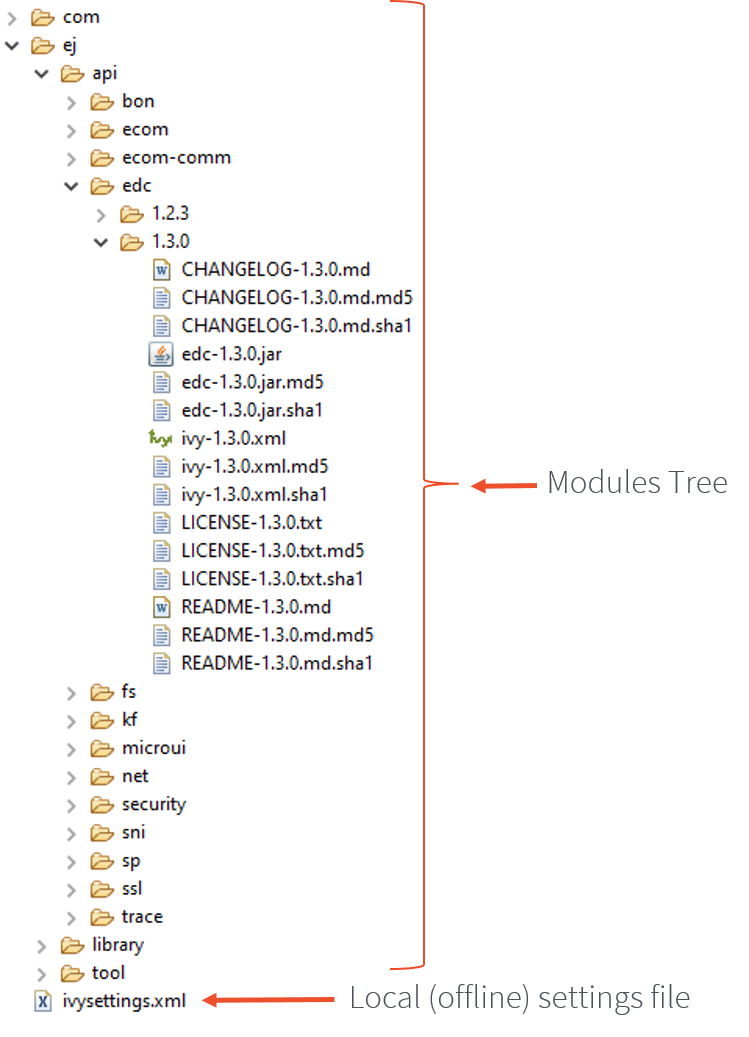 com
ej
api
bon
ecom
ecom-comm
edc
1.2.3
1.3.0
CHANGELOG-1.3.0.md
CHANGELOG-1.3.0.md.md5
CHANGELOG-1.3.0.md.sha1
edc-1.3.0.jar
edc-1.3.0.jar.md5
edc-1.3.0.jar.sha1
ivy-1.3.0.xml
ivy-1.3.0.xml.md5
ivy-1.3.0.xml.sha1
LICENSE-1.3.0.txt
LICENSE-1.3.0.txt.md5
LICENSE-1.3.0.txt.sha1
README-1.3.0.md
README-1.3.0.md.md5
README-1.3.0.md.sha1
fs
kf
microui
net
security
sni
sp
ssl
trace
library
tool
ivysettings.xml
Modules Tree
Local (offline) settings file